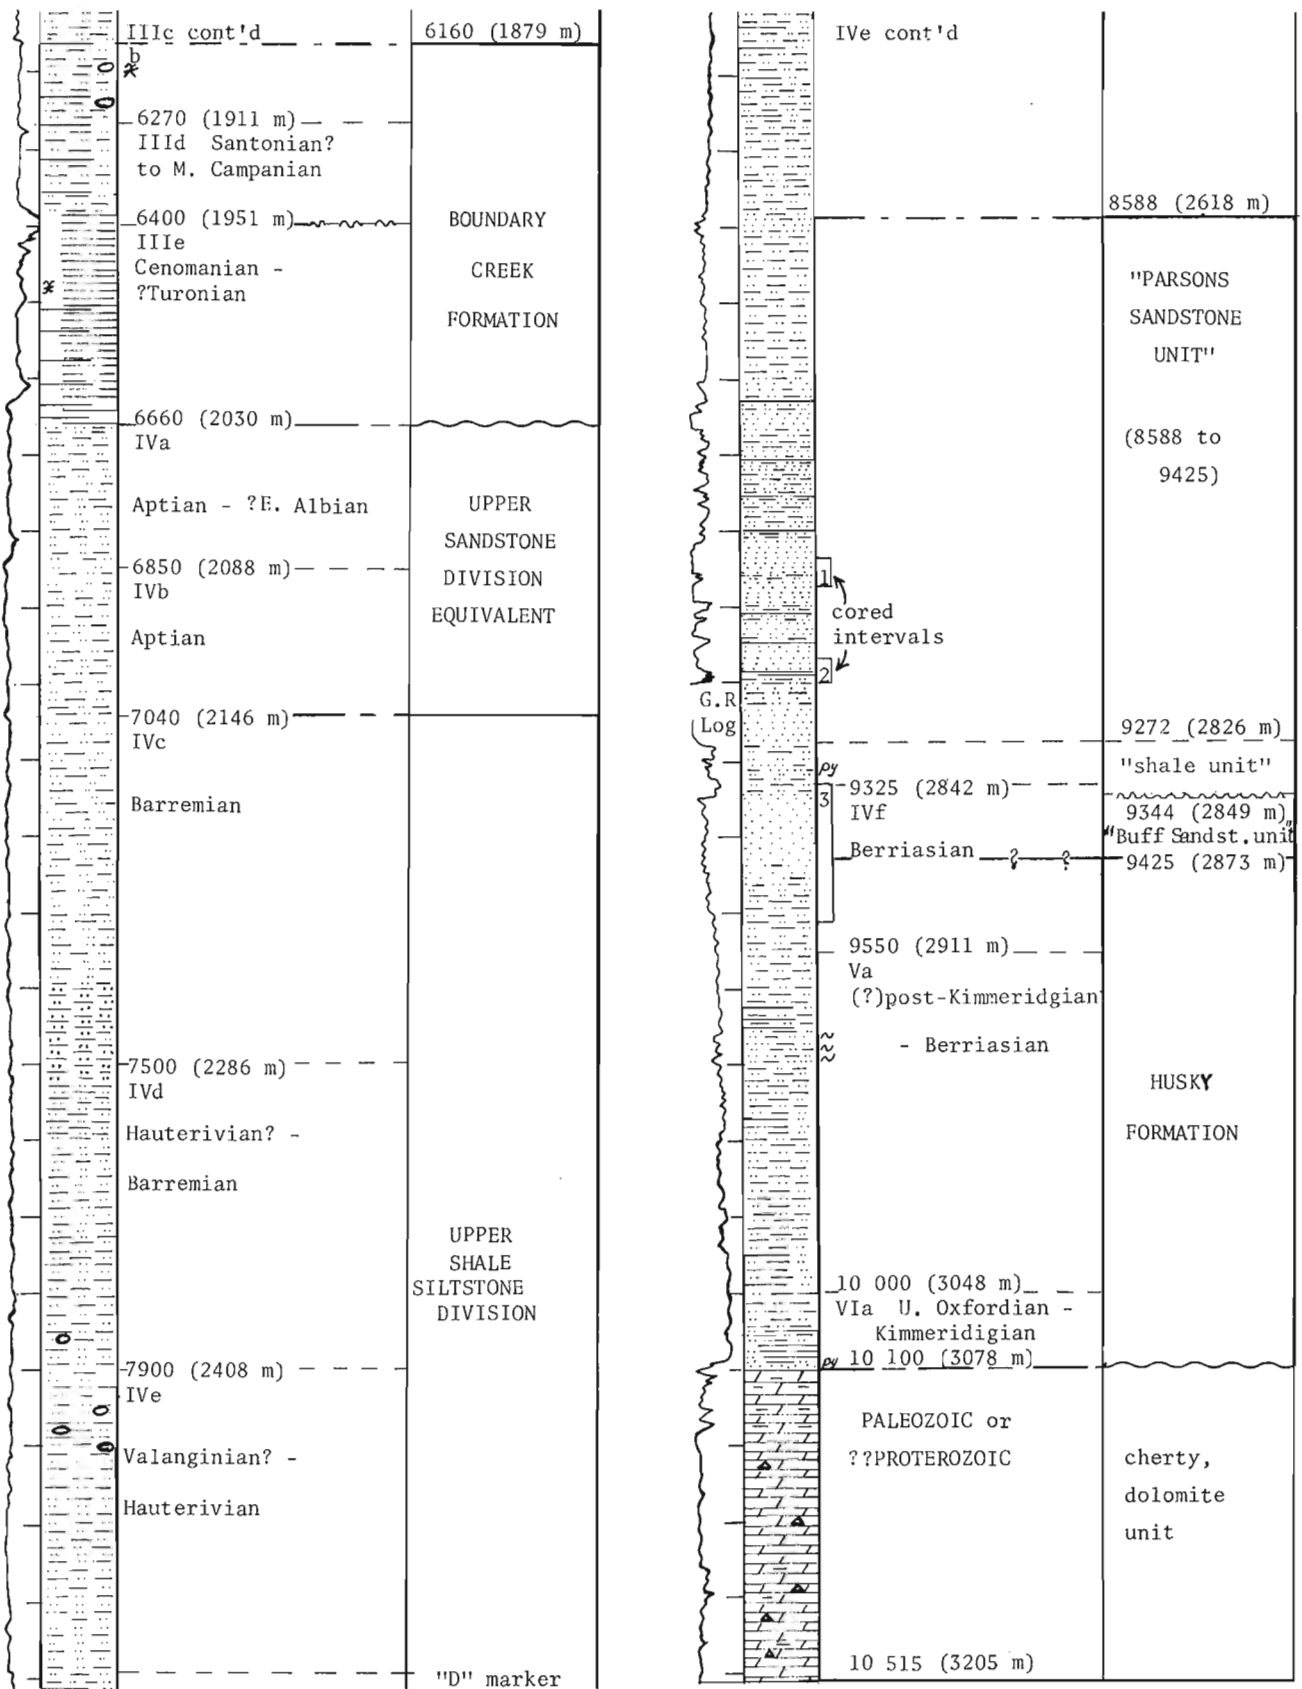 IIIc cont'd
6160 (1879 m)
b
6270 (1911 m)
IIId Santonian?
to M. Campanian
6400 (1951 m)
IIIe
Cenomanian -
?Turonian
BOUNDARY
CREEK
FORMATION
6660 (2030 m)
IVa
Aptian - ?E. Albian
6850 (2088 m)
IVb
Aptian
UPPER
SANDSTONE
DIVISION
EQUIVALENT
7040 (2146 m)
IVc
Barremian
7500 (2286 m)
IVd
Hauterivian? -
Barremian
UPPER
SHALE
SILTSTONE
DIVISION
7900 (2408 m)
IVe
Valanginian? -
Hauterivian
"D" marker
IVe cont'd
8588 (2618 m)
"PARSONS
SANDSTONE
UNIT"
(8588 to
9425)
1
cored
intervals
2
G.R
Log
9272 (2826 m)
"shale unit"
py
9325 (2842 m)
3
IVf
9344 (2849 m)
"Buff Sandst. unit"
Berriasian ? ?
9425 (2873 m)
9550 (2911 m)
Va
(?)post-Kimmeridgian
- Berriasian
HUSKY
FORMATION
10 000 (3048 m)
VIa U. Oxfordian -
Kimmeridigian
py 10 100 (3078 m)
PALEOZOIC or
??PROTEROZOIC
cherty,
dolomite
unit
10 515 (3205 m)